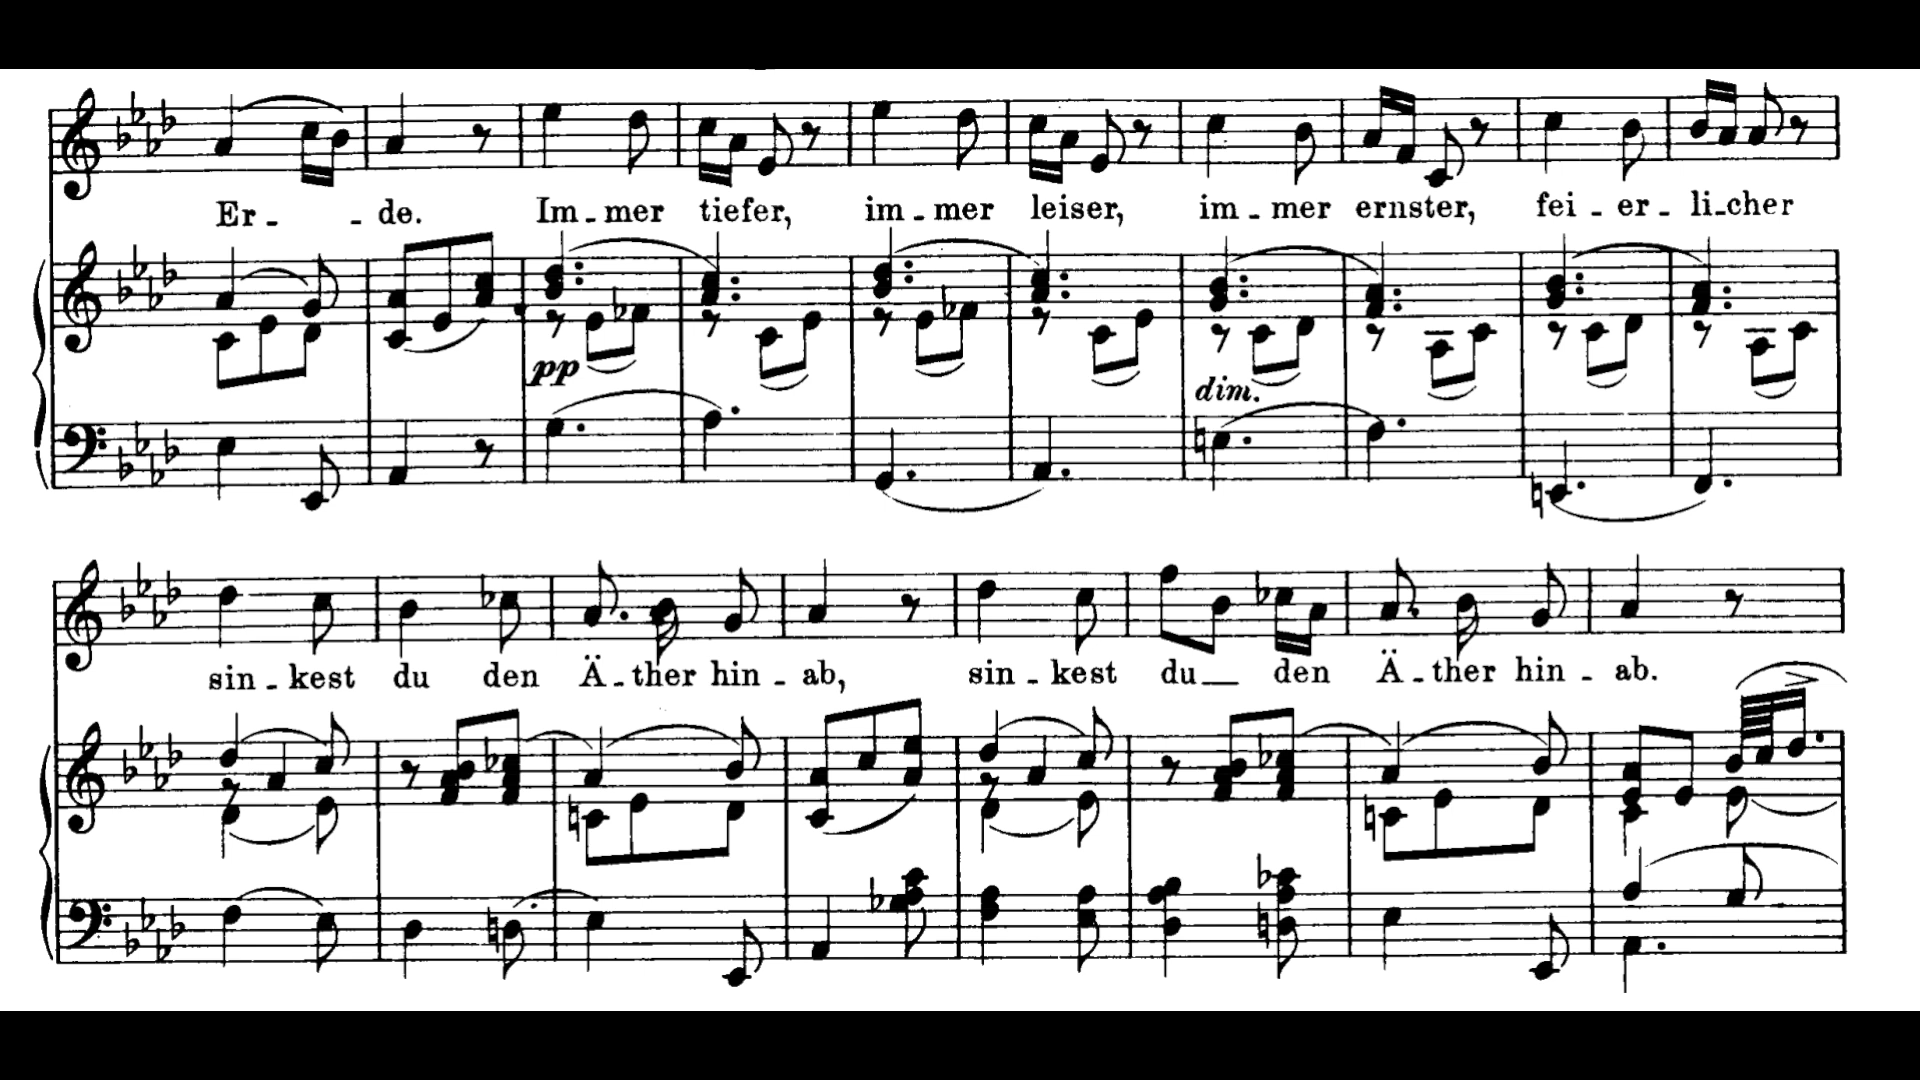 Er - - de. Im - mer tiefer, im - mer leiser, im - mer ernster, fei - er - li - cher
pp
dim.
sin - kest du den Ä - ther hin - ab, sin - kest du den Ä - ther hin - ab.